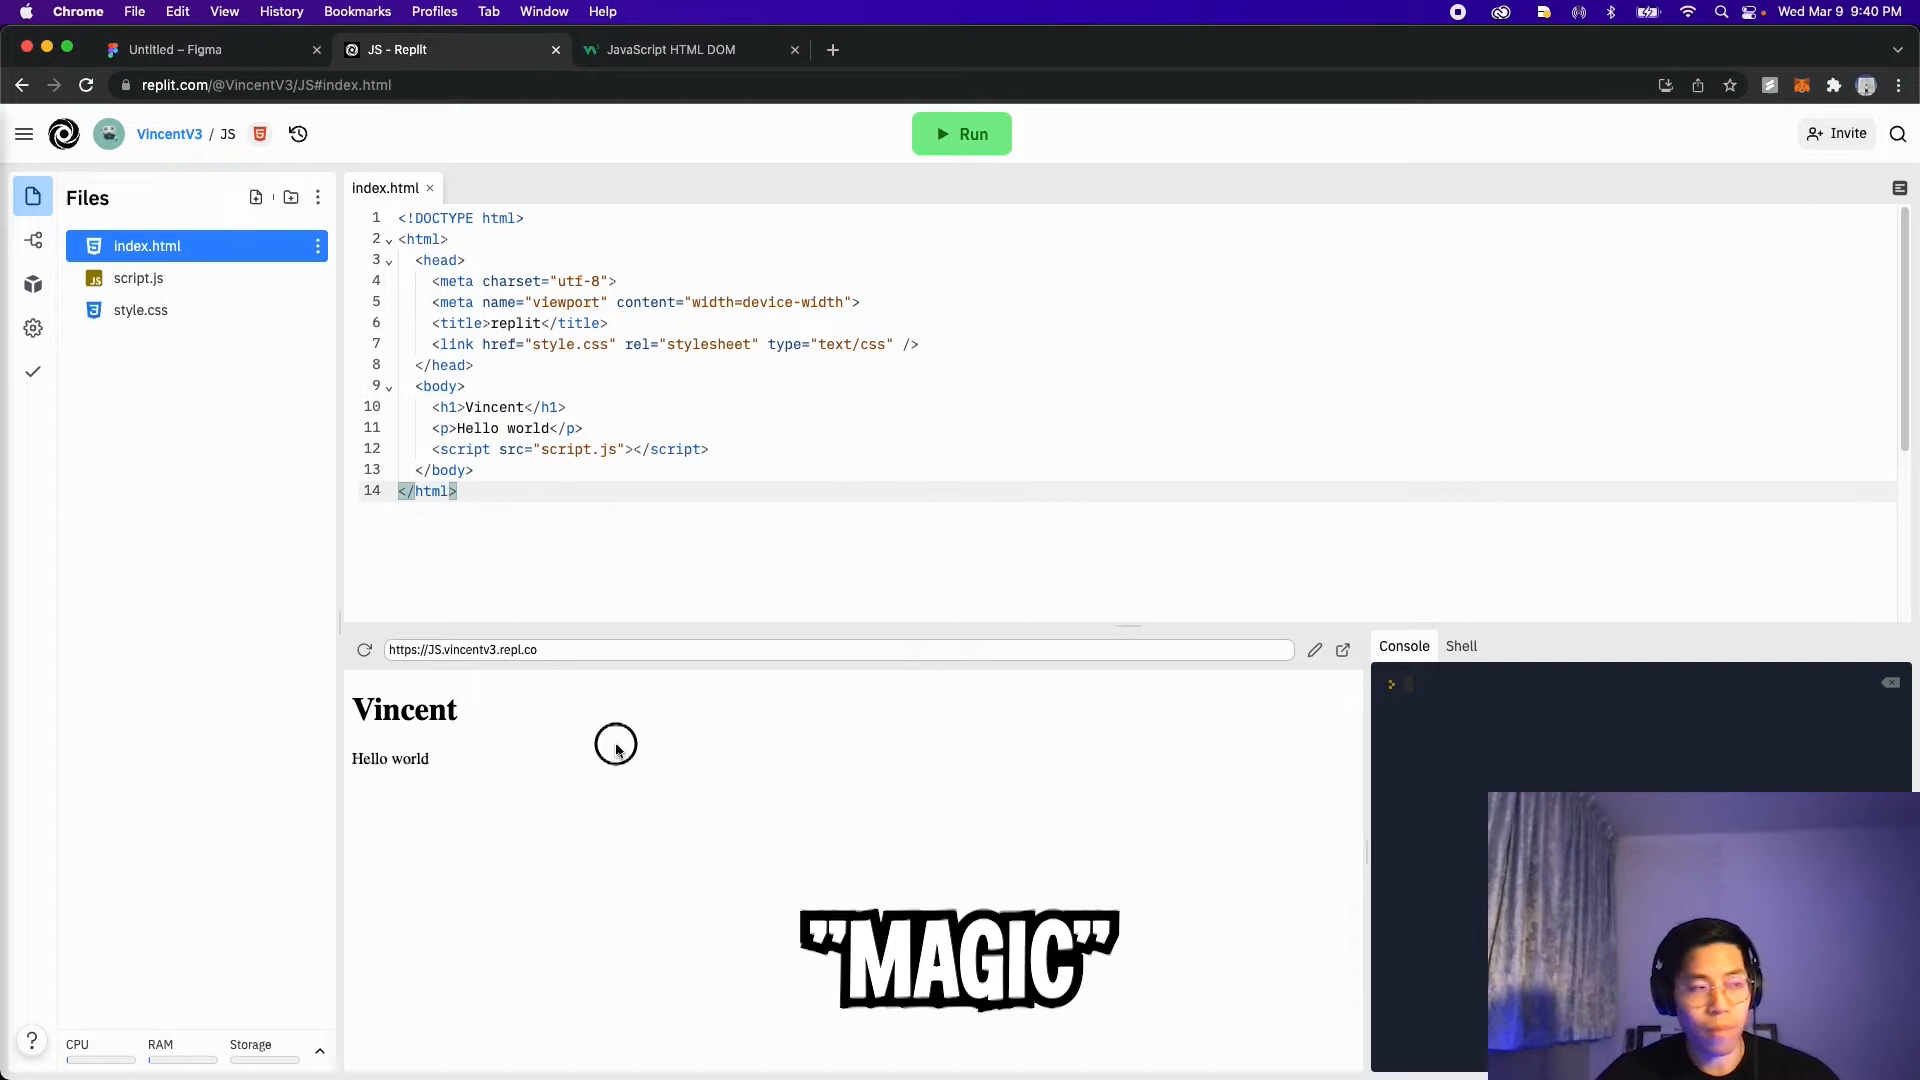 Chrome File Edit View History Bookmarks Profiles Tab Window Help
Wed Mar 9 9:40 PM
Untitled – Figma
JS - Replit
JavaScript HTML DOM
replit.com/@VincentV3/JS#index.html
VincentV3 / JS
Run
Invite
Files
index.html
script.js
style.css
index.html
1 <!DOCTYPE html>
2 <html>
3 <head>
4 <meta charset="utf-8">
5 <meta name="viewport" content="width=device-width">
6 <title>replit</title>
7 <link href="style.css" rel="stylesheet" type="text/css" />
8 </head>
9 <body>
10 <h1>Vincent</h1>
11 <p>Hello world</p>
12 <script src="script.js"></script>
13 </body>
14 </html>
https://JS.vincentv3.repl.co
Console Shell
Vincent
Hello world
"MAGIC"
CPU RAM Storage